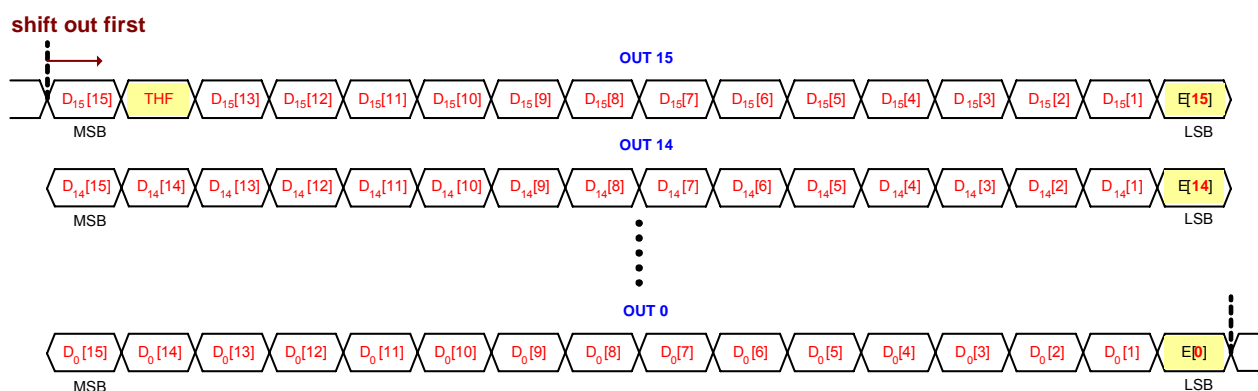 shift out first
OUT 15
D15[15] THF D15[13] D15[12] D15[11] D15[10] D15[9] D15[8] D15[7] D15[6] D15[5] D15[4] D15[3] D15[2] D15[1] E[15]
MSB LSB
OUT 14
D14[15] D14[14] D14[13] D14[12] D14[11] D14[10] D14[9] D14[8] D14[7] D14[6] D14[5] D14[4] D14[3] D14[2] D14[1] E[14]
MSB LSB
OUT 0
D0[15] D0[14] D0[13] D0[12] D0[11] D0[10] D0[9] D0[8] D0[7] D0[6] D0[5] D0[4] D0[3] D0[2] D0[1] E[0]
MSB LSB